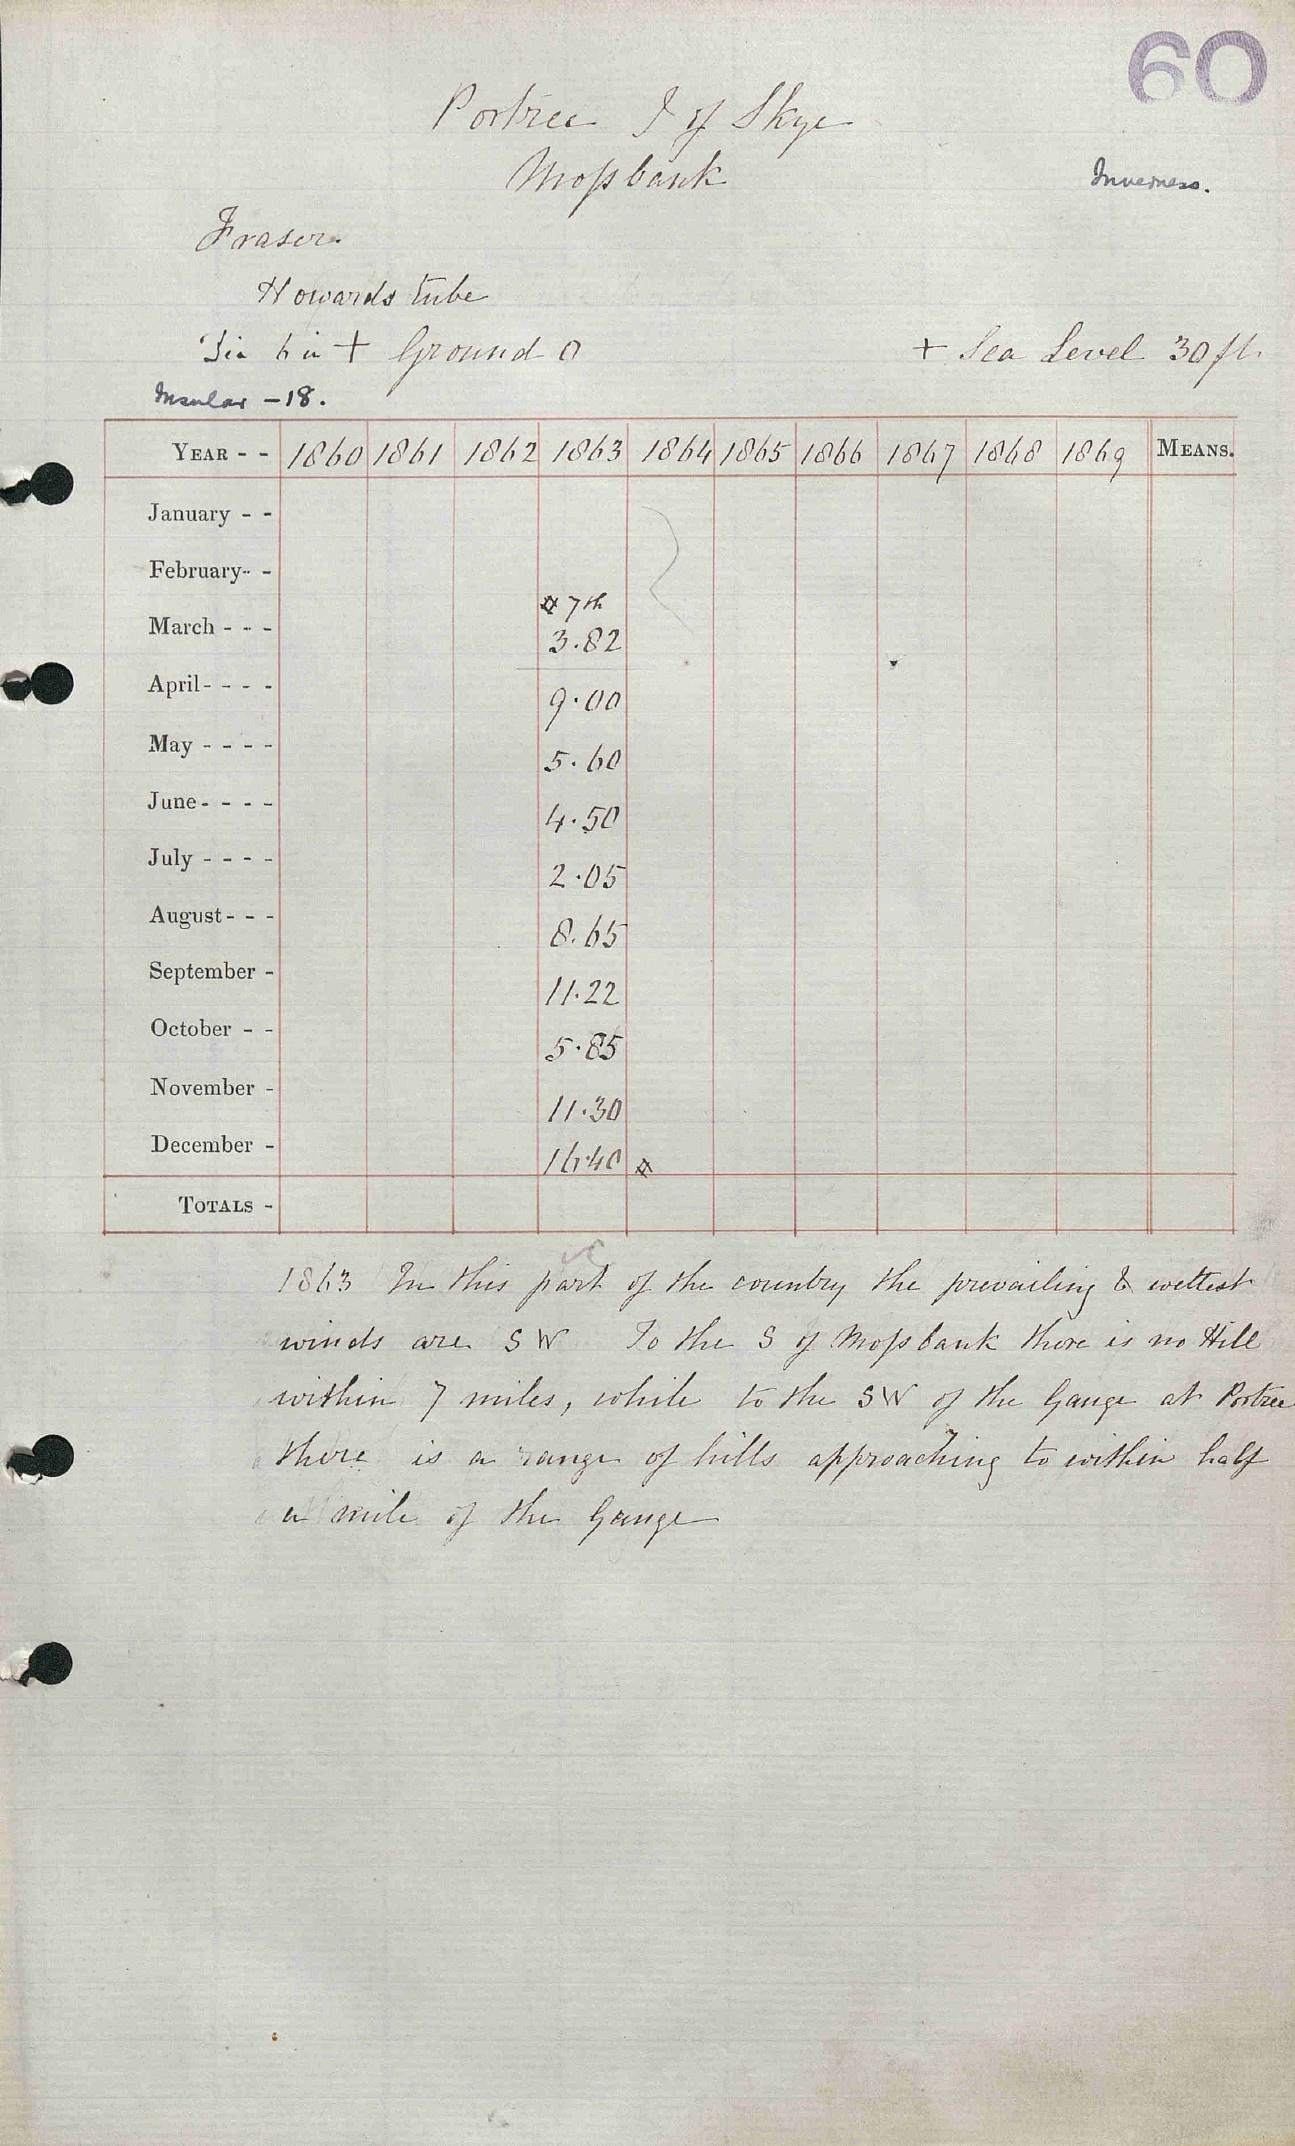 60
Portree I of Skye
Mossbank
Inverness.
Fraser
Howards tube
Dia 6 in + Ground 0 + Sea Level 30 ft.
Insular - 18.
YEAR - - 1860 1861 1862 1863 1864 1865 1866 1867 1868 1869 MEANS.
January - -
February - -
7th
March - - - 3.82
April - - - - 9.00
May - - - - 5.60
June - - - - 4.50
July - - - - 2.05
August - - - 8.65
September - 11.22
October - - 5.85
November - 11.30
December - 16.40
TOTALS -
1863 In this part of the country the prevailing & wettest
winds are S W To the S of Mossbank there is no Hill
within 7 miles, while to the SW of the Gauge at Portree
there is a range of hills approaching to within half
a mile of the Gauge